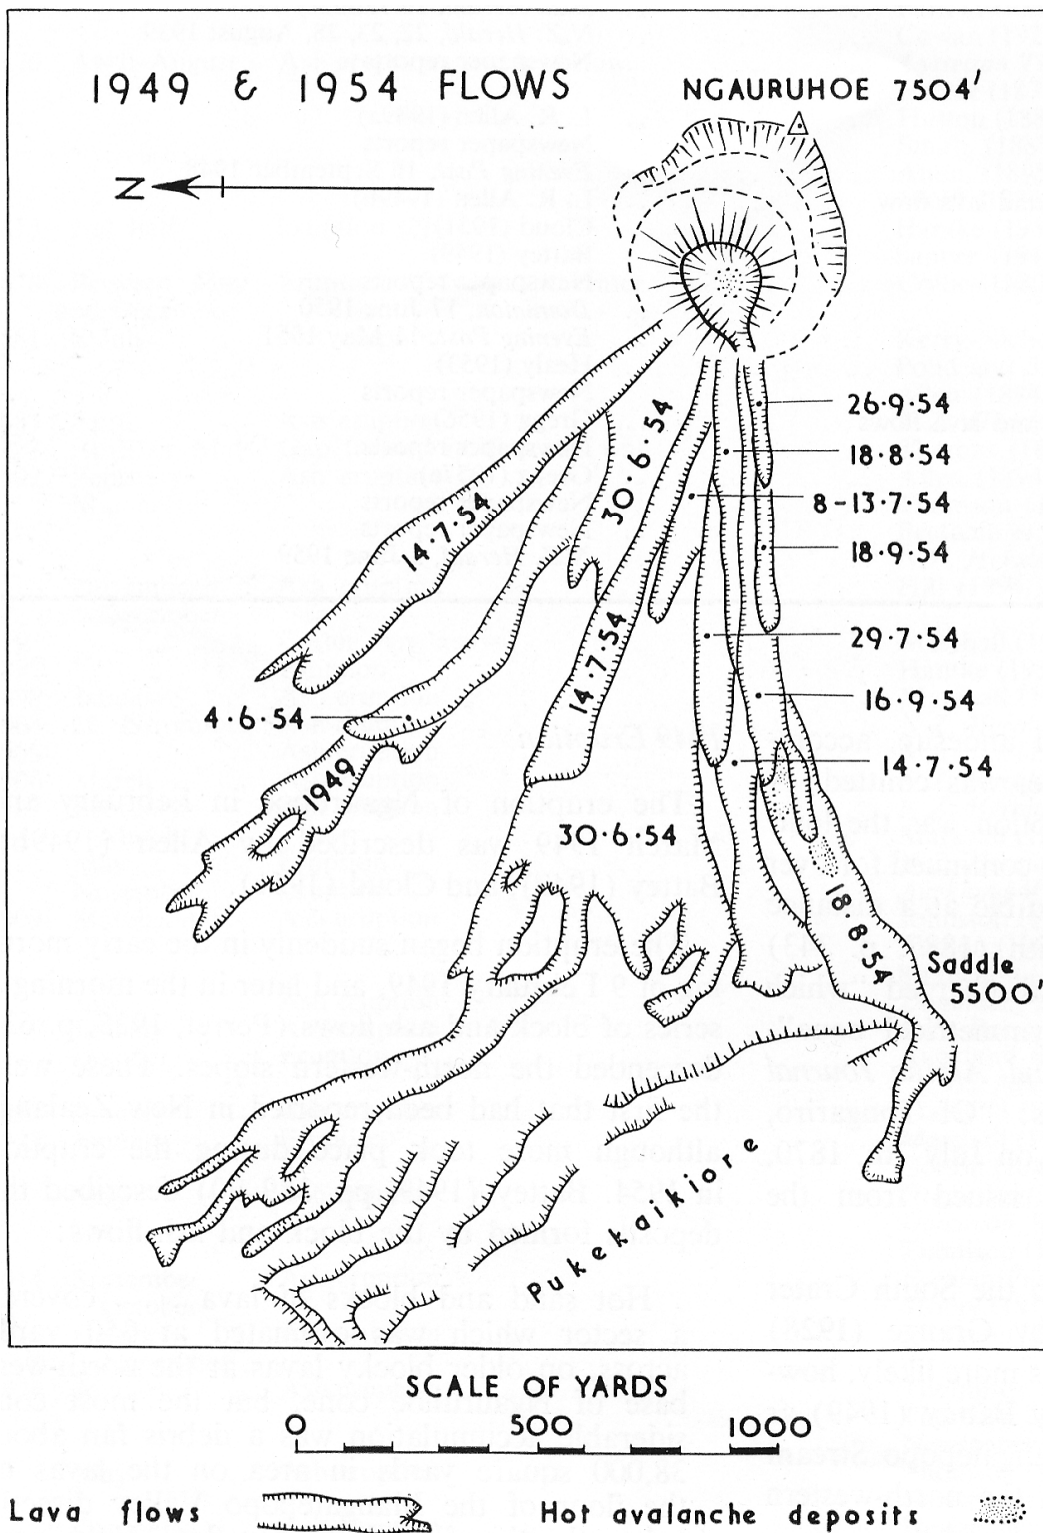 1949 & 1954 FLOWS
NGAURUHOE 7504'
N
26·9·54
30·6·54
18·8·54
14·7·54
8-13·7·54
18·9·54
29·7·54
14·7·54
16·9·54
4·6·54
14·7·54
1949
30·6·54
18·8·54
Saddle
5500'
Pukekaikiore
SCALE OF YARDS
0 500 1000
Lava flows
Hot avalanche deposits